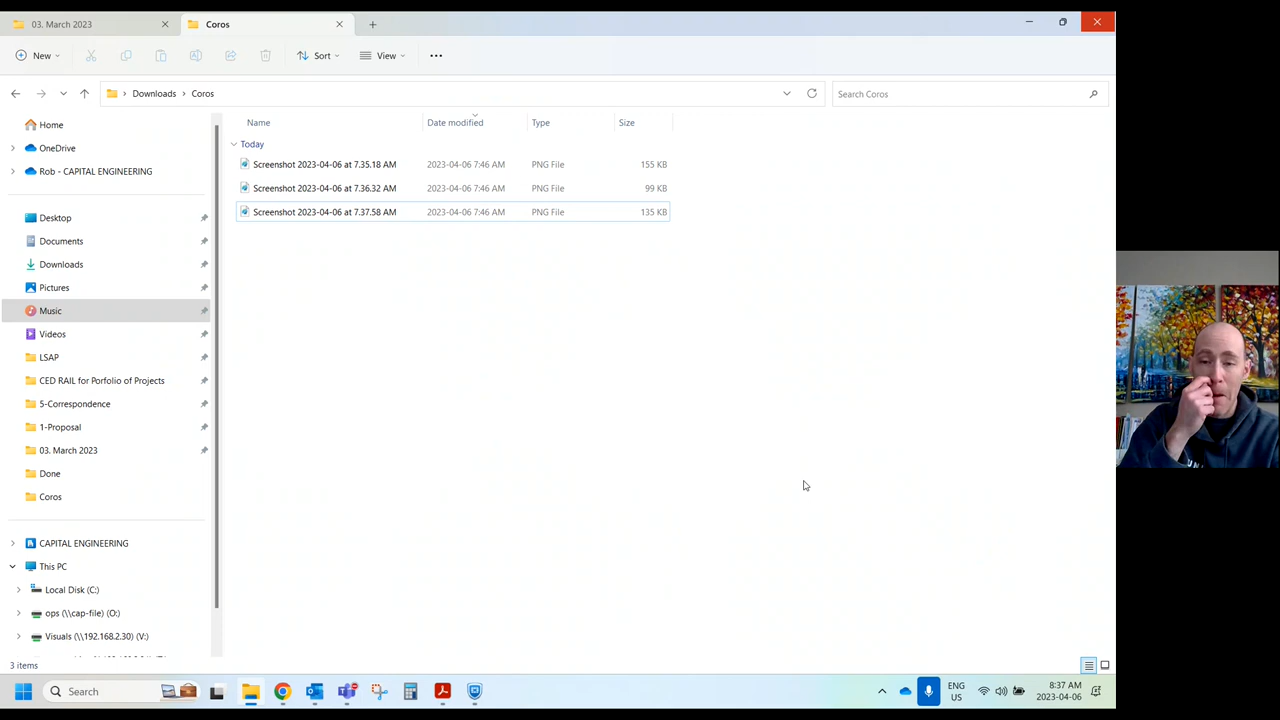 03. March 2023
Coros
New
Sort
View
Downloads > Coros
Search Coros
Home
OneDrive
Rob - CAPITAL ENGINEERING
Desktop
Documents
Downloads
Pictures
Music
Videos
LSAP
CED RAIL for Porfolio of Projects
5-Correspondence
1-Proposal
03. March 2023
Done
Coros
CAPITAL ENGINEERING
This PC
Local Disk (C:)
ops (\\cap-file) (O:)
Visuals (\\192.168.2.30) (V:)
Name Date modified Type Size
Today
Screenshot 2023-04-06 at 7.35.18 AM 2023-04-06 7:46 AM PNG File 155 KB
Screenshot 2023-04-06 at 7.36.32 AM 2023-04-06 7:46 AM PNG File 99 KB
Screenshot 2023-04-06 at 7.37.58 AM 2023-04-06 7:46 AM PNG File 135 KB
3 items
Search
ENG
US
8:37 AM
2023-04-06